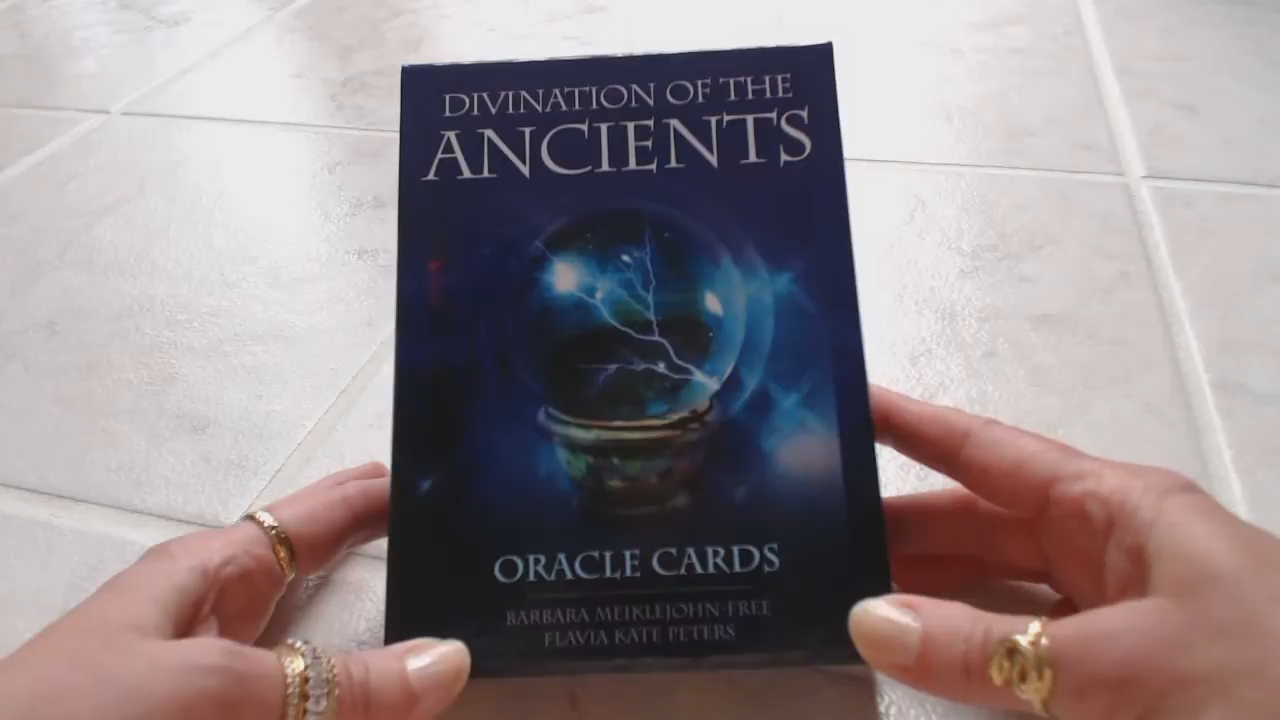 DIVINATION OF THE
ANCIENTS
ORACLE CARDS
BARBARA MEIKLEJOHN-FREE
FLAVIA KATE PETERS